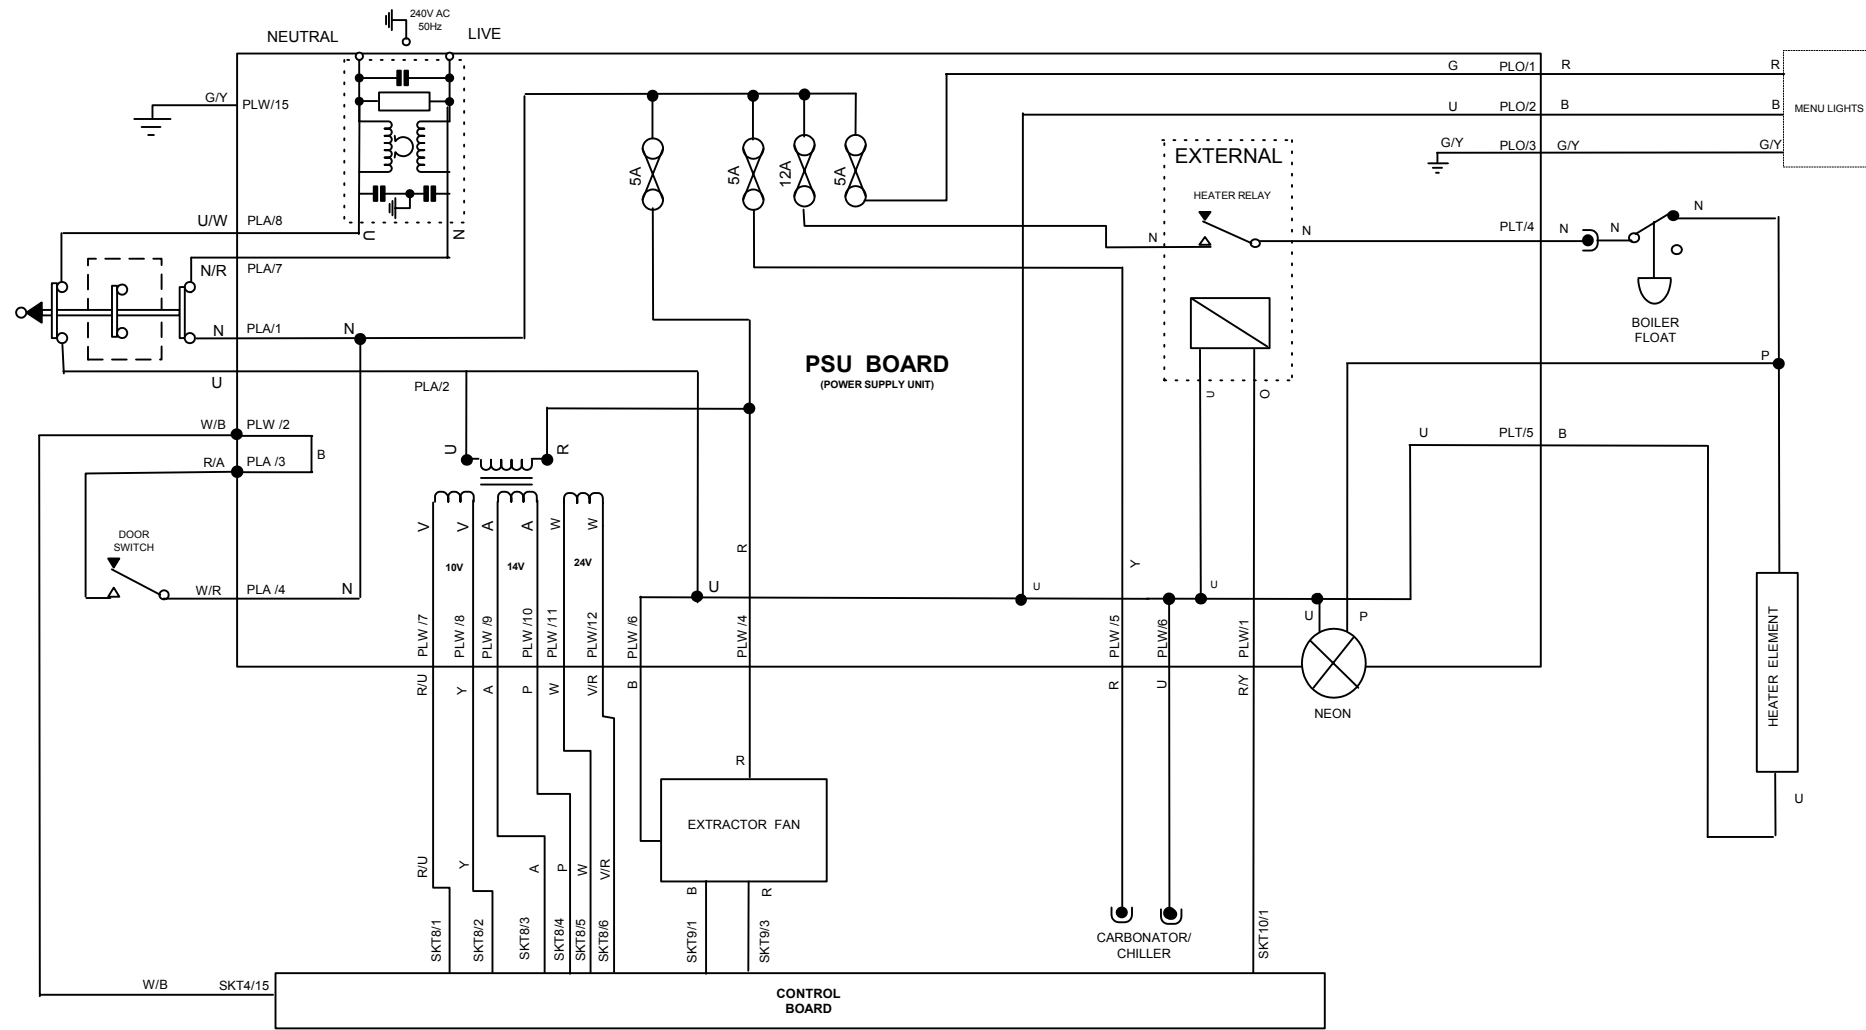 240V AC
50Hz
NEUTRAL
LIVE
G/Y
PLW/15
G
PLO/1
R
R
U
PLO/2
B
B
MENU LIGHTS
G/Y
PLO/3
G/Y
G/Y
5A
5A
12A
5A
EXTERNAL
HEATER RELAY
U/W
PLA/8
U
N
N/R
PLA/7
N
N
PLT/4
N
N
N
N
PLA/1
N
BOILER
FLOAT
PSU BOARD
(POWER SUPPLY UNIT)
P
U
PLA/2
U
O
W/B
PLW /2
B
R/A
PLA /3
U
R
U
PLT/5
B
DOOR
SWITCH
V
V
A
A
W
W
10V
14V
24V
R
Y
W/R
PLA /4
N
U
U
U
U
P
PLW /7
PLW /8
PLW /9
PLW /10
PLW /11
PLW/12
PLW /6
PLW /4
PLW /5
PLW/6
PLW/1
R/U
Y
A
P
W
V/R
B
R
U
R/Y
NEON
HEATER ELEMENT
R
U
EXTRACTOR FAN
R/U
Y
A
P
W
V/R
B
R
SKT8/1
SKT8/2
SKT8/3
SKT8/4
SKT8/5
SKT8/6
SKT9/1
SKT9/3
CARBONATOR/
CHILLER
SKT10/1
W/B
SKT4/15
CONTROL
BOARD